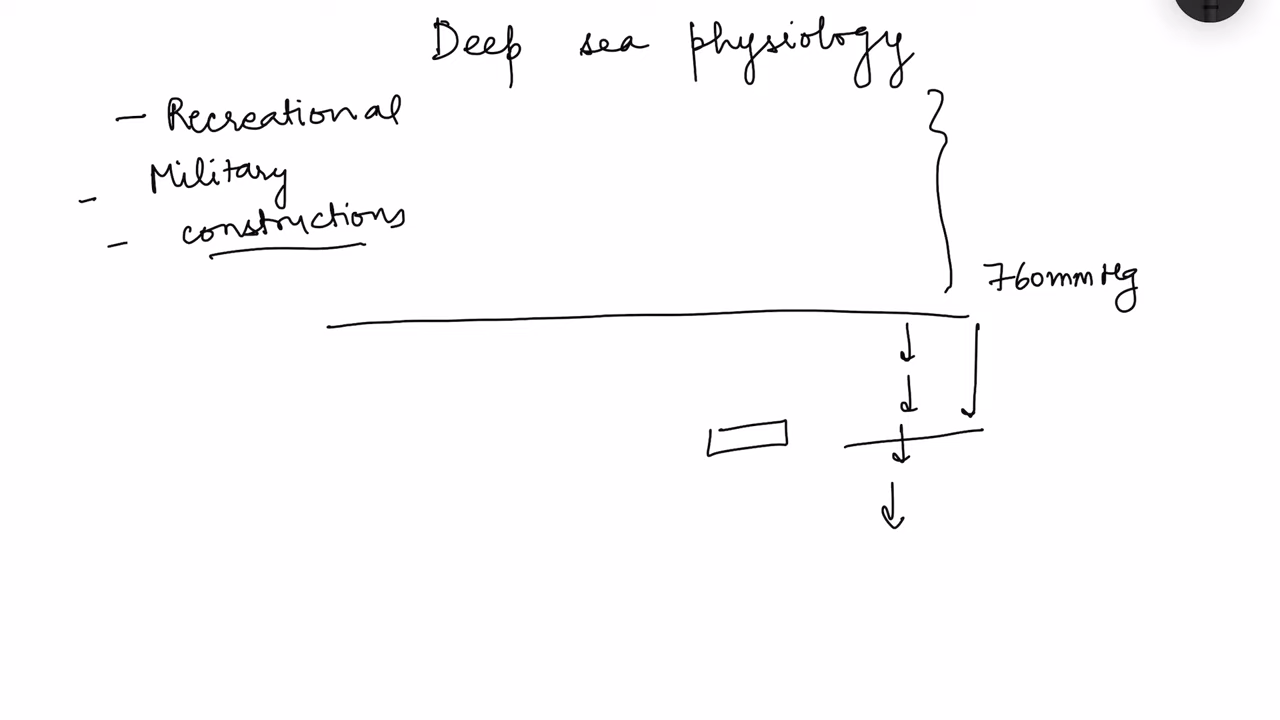 Deep sea physiology
- Recreational
- Military
- constructions
760mmHg